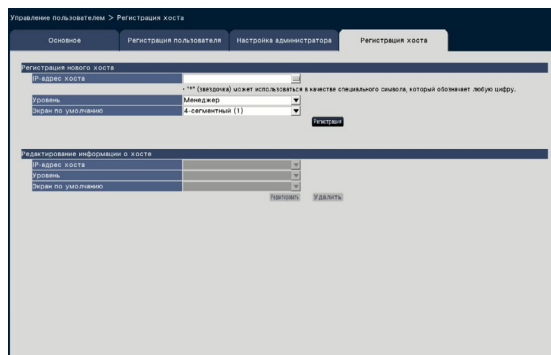 Управление пользователем > Регистрация хоста
Основное Регистрация пользователя Настройка администратора Регистрация хоста
Регистрация нового хоста
IP-адрес хоста
• "*" (звездочка) может использоваться в качестве специального символа, который обозначает любую цифру.
Уровень Менеджер
Экран по умолчанию 4-сегментный (1)
Регистрация
Редактирование информации о хосте
IP-адрес хоста
Уровень
Экран по умолчанию
Удалить